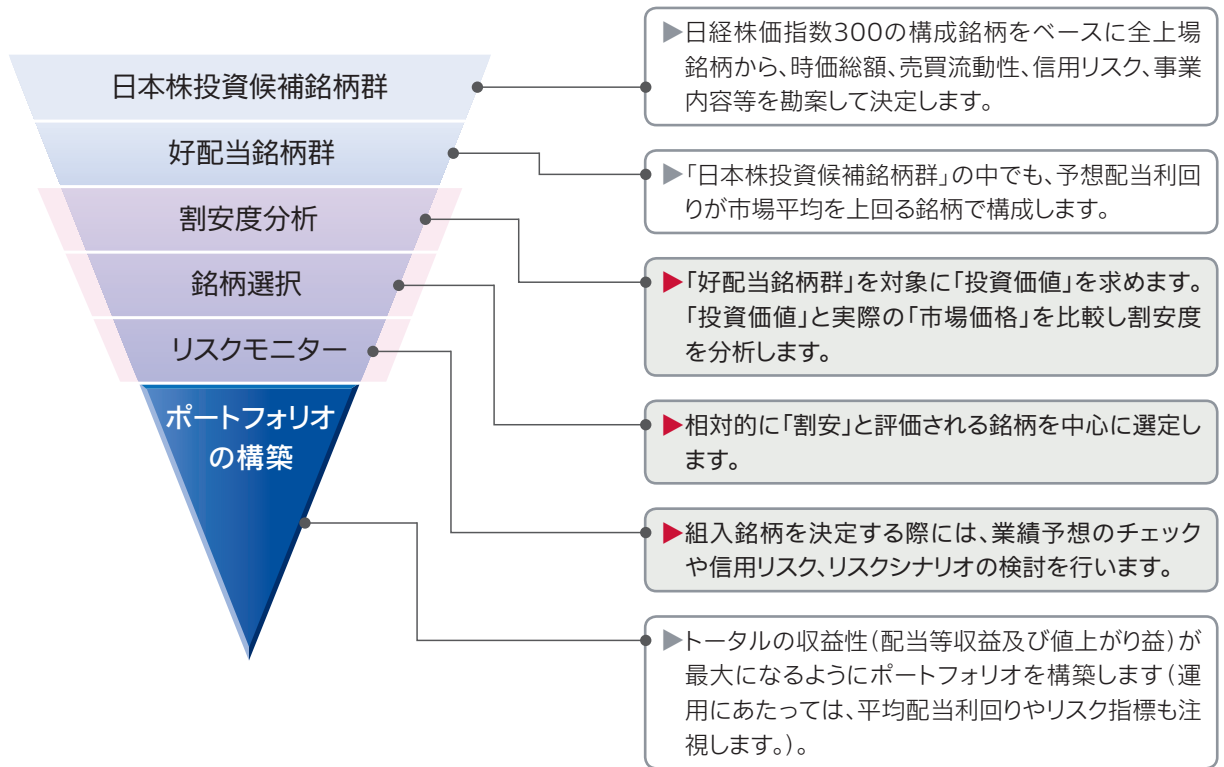 日本株投資候補銘柄群
▶日経株価指数300の構成銘柄をベースに全上場
銘柄から、時価総額、売買流動性、信用リスク、事業
内容等を勘案して決定します。
好配当銘柄群
▶「日本株投資候補銘柄群」の中でも、予想配当利回
りが市場平均を上回る銘柄で構成します。
割安度分析
▶「好配当銘柄群」を対象に「投資価値」を求めます。
「投資価値」と実際の「市場価格」を比較し割安度
を分析します。
銘柄選択
▶相対的に「割安」と評価される銘柄を中心に選定し
ます。
リスクモニター
▶組入銘柄を決定する際には、業績予想のチェック
や信用リスク、リスクシナリオの検討を行います。
ポートフォリオ
の構築
▶トータルの収益性（配当等収益及び値上がり益）が
最大になるようにポートフォリオを構築します（運
用にあたっては、平均配当利回りやリスク指標も注
視します。）。